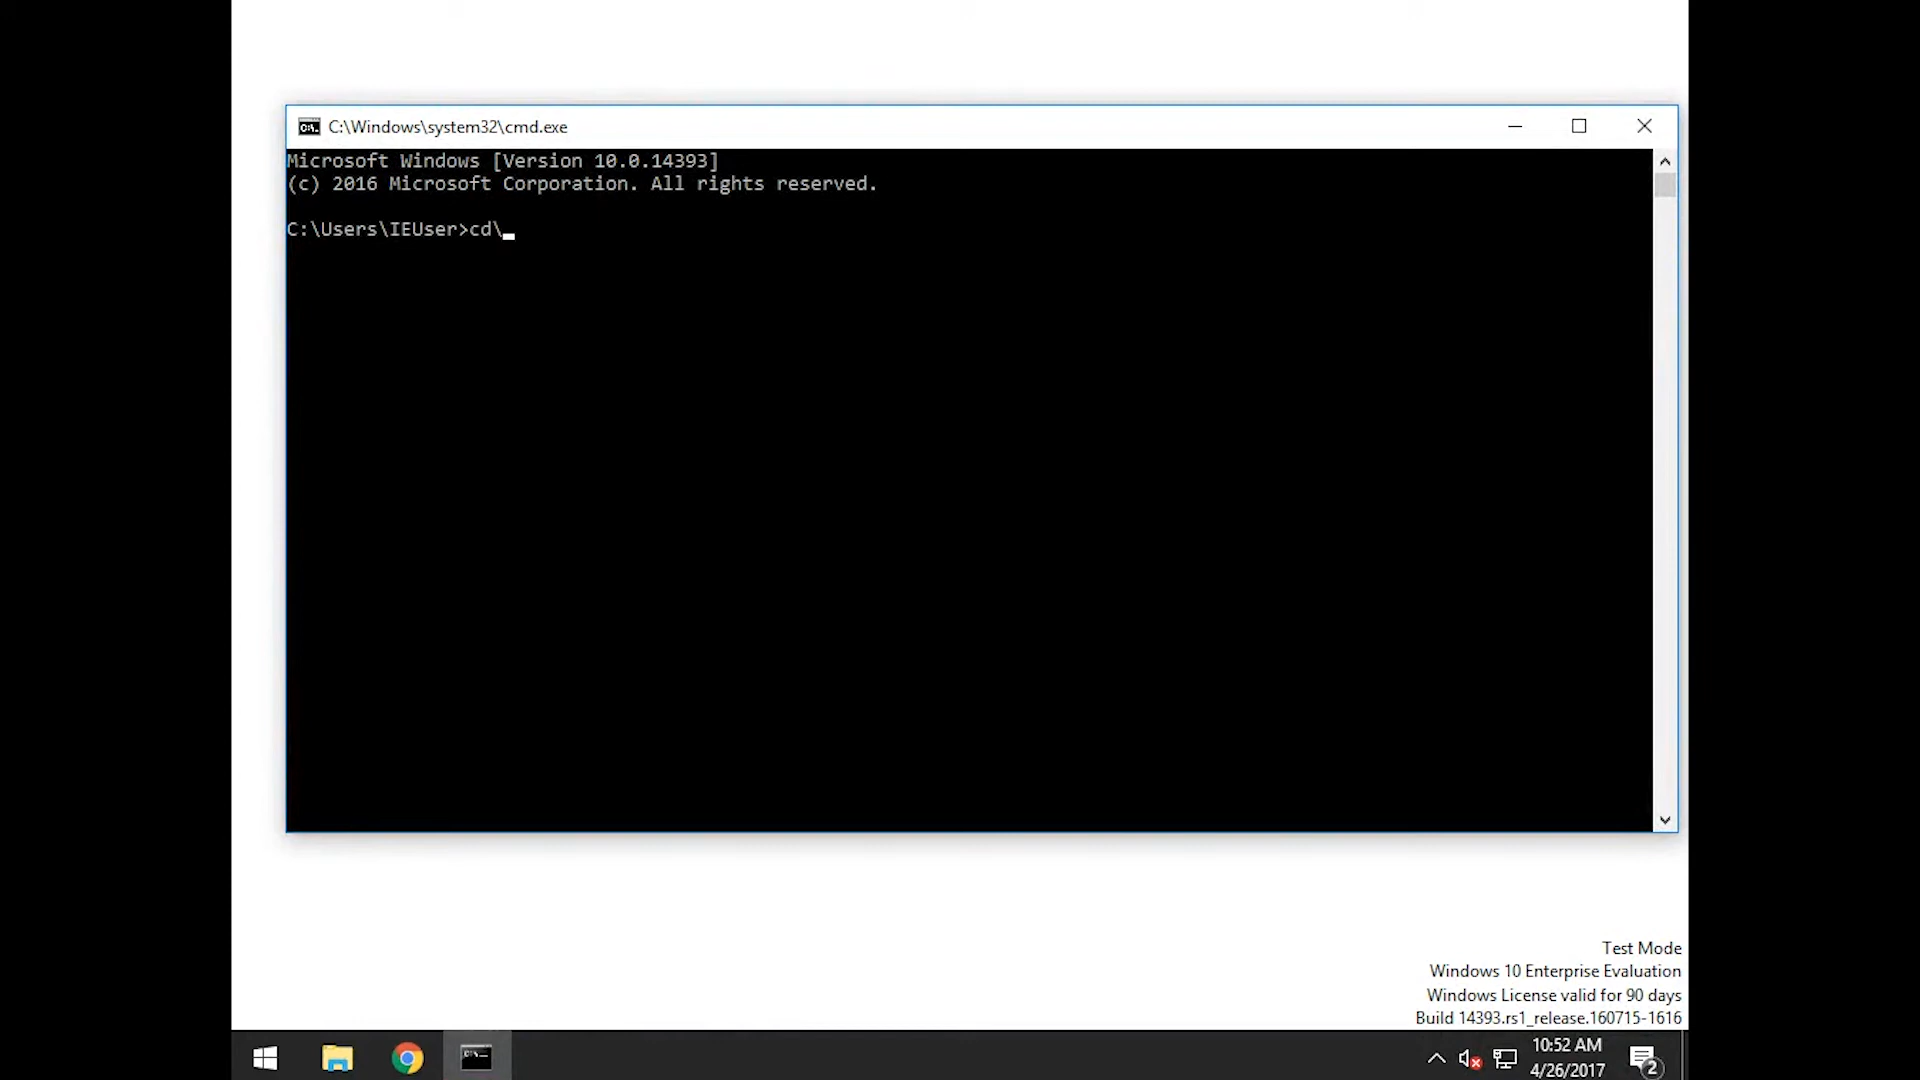 C:\Windows\system32\cmd.exe
Microsoft Windows [Version 10.0.14393]
(c) 2016 Microsoft Corporation. All rights reserved.
C:\Users\IEUser>cd\
Test Mode
Windows 10 Enterprise Evaluation
Windows License valid for 90 days
Build 14393.rs1_release.160715-1616
10:52 AM
4/26/2017
2